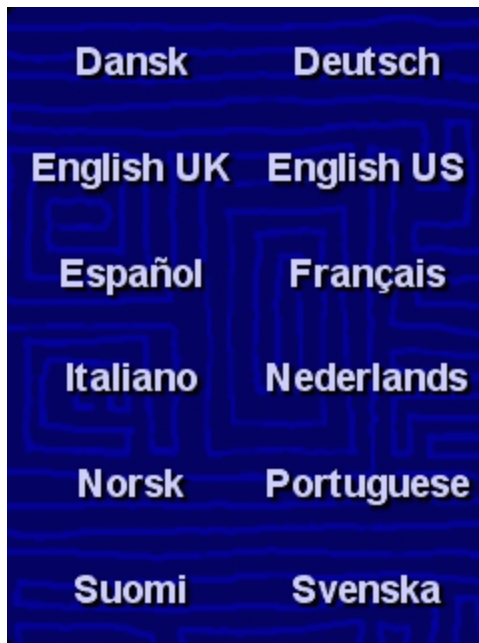 Dansk Deutsch
English UK English US
Español Français
Italiano Nederlands
Norsk Portuguese
Suomi Svenska